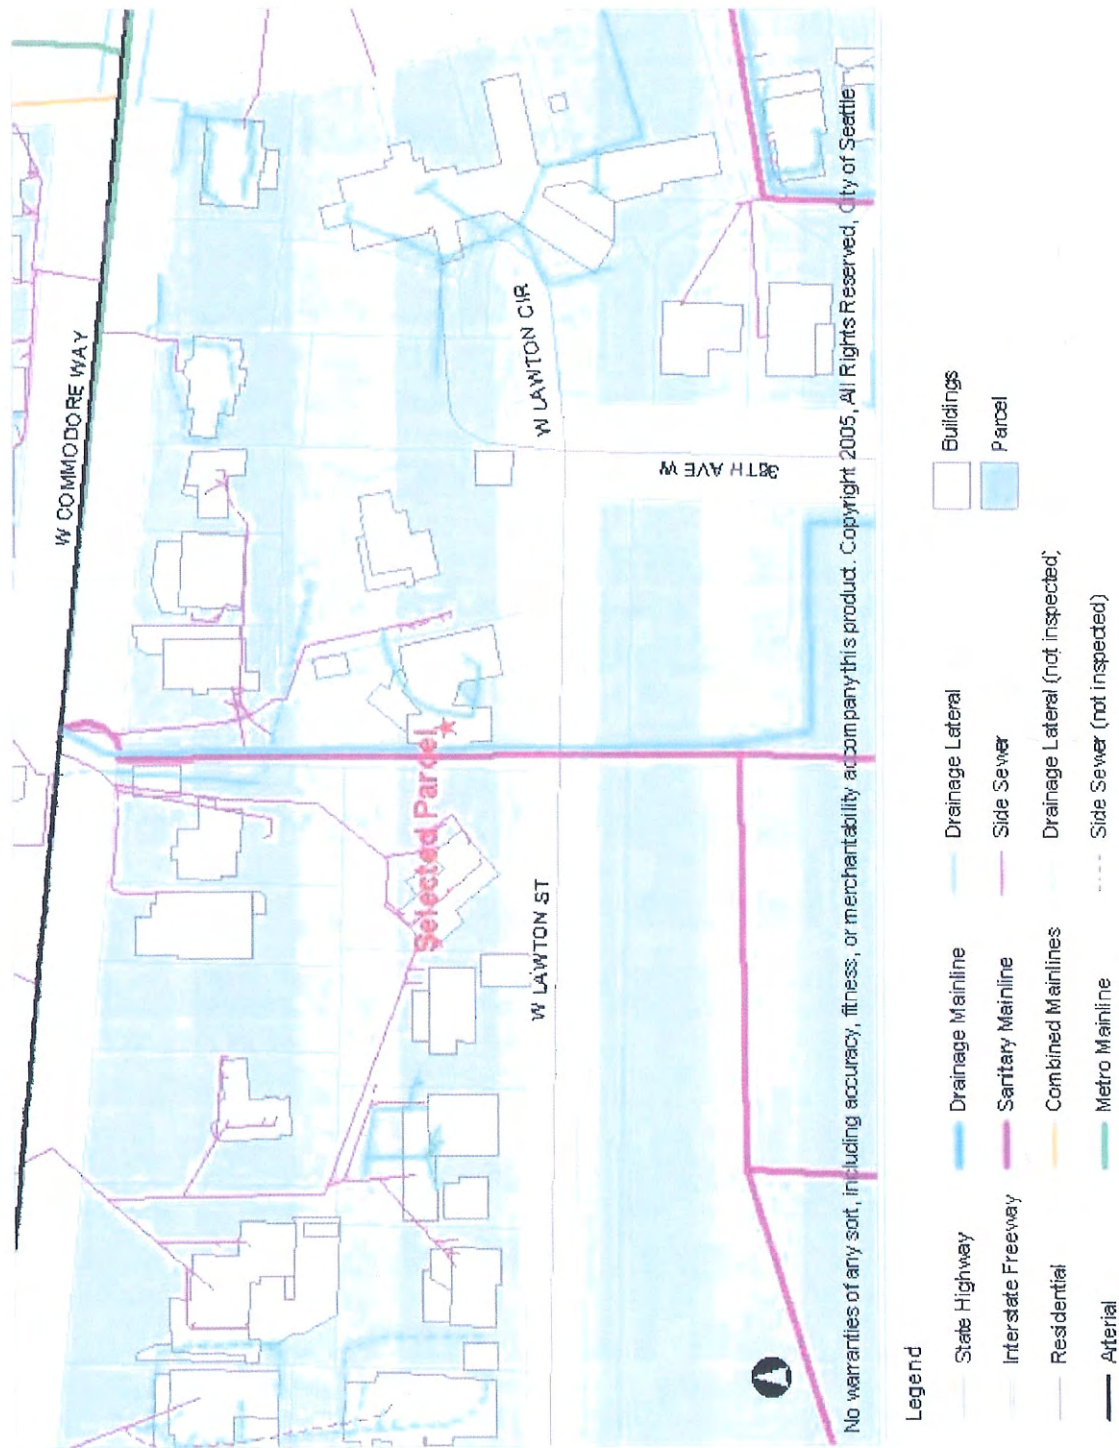 W COMMODORE WAY
W LAWTON CIR
38TH AVE W
Selected Parcel
W LAWTON ST
No warranties of any sort, including accuracy, fitness, or merchantability accompany this product. Copyright 2005, All Rights Reserved, City of Seattle
Legend
State Highway
Interstate Freeway
Residential
Arterial
Drainage Mainline
Sanitary Mainline
Combined Mainlines
Metro Mainline
Drainage Lateral
Side Sewer
Drainage Lateral (not inspected)
Side Sewer (not inspected)
Buildings
Parcel